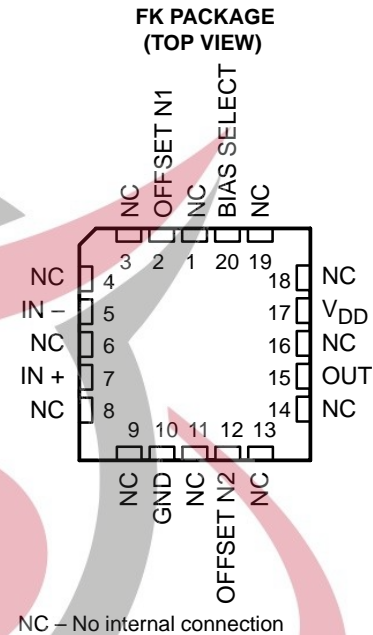 FK PACKAGE
(TOP VIEW)
NC
OFFSET N1
NC
BIAS SELECT
NC
3 2 1 20 19
NC 4
IN – 5
NC 6
IN + 7
NC 8
18 NC
17 VDD
16 NC
15 OUT
14 NC
9 10 11 12 13
NC
GND
NC
OFFSET N2
NC
NC – No internal connection